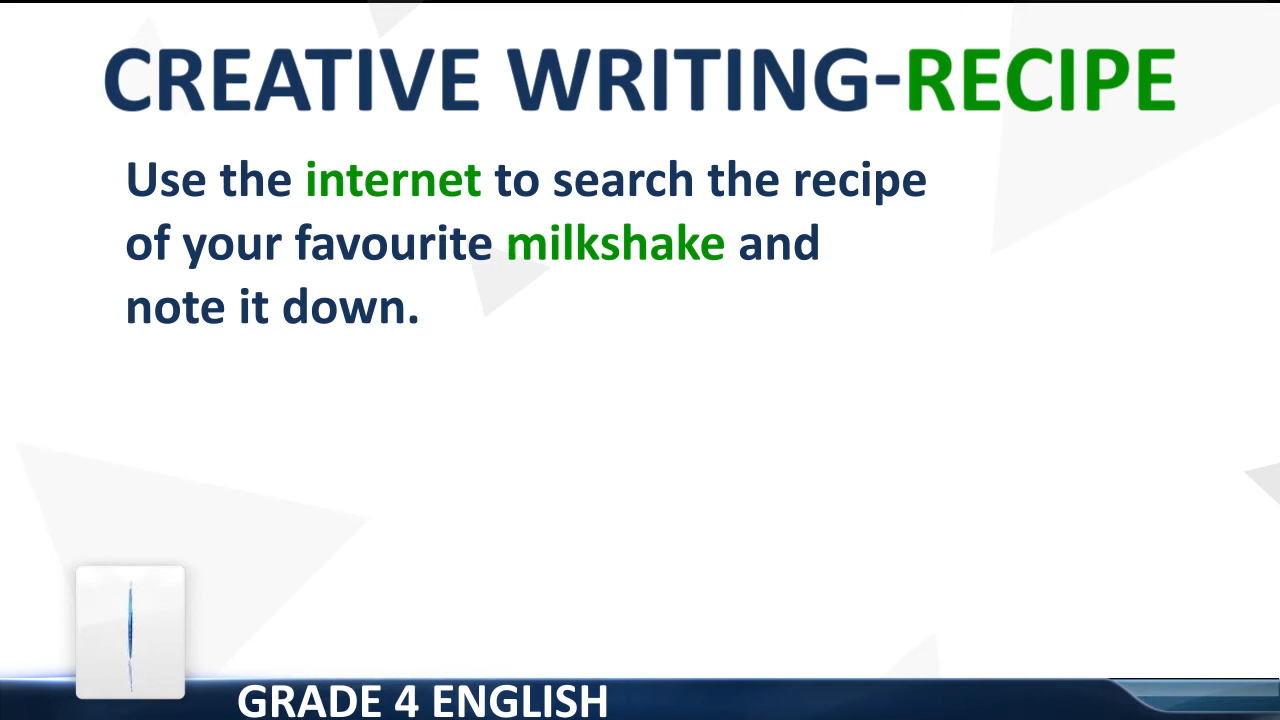 CREATIVE WRITING-RECIPE
Use the internet to search the recipe
of your favourite milkshake and
note it down.
GRADE 4 ENGLISH